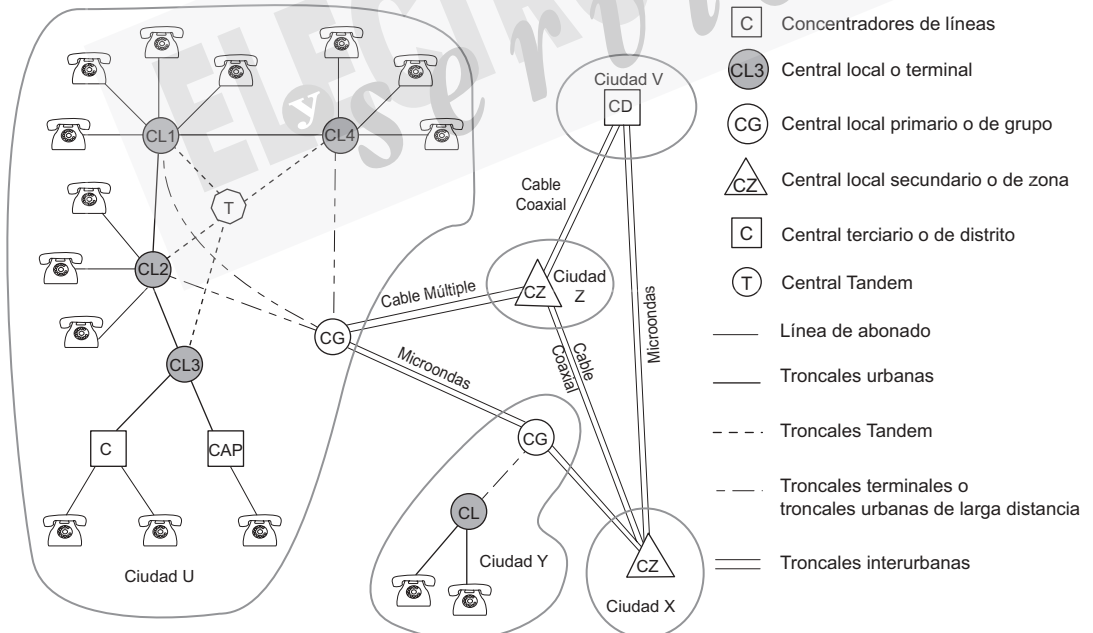 ELECTR
y
servi
CL1
CL4
T
CL2
CL3
C
CAP
Ciudad U
CG
Cable Múltiple
Microondas
CG
CL
Ciudad Y
Ciudad V
CD
Cable
Coaxial
CZ
Ciudad
Z
Cable
Coaxial
Microondas
CZ
Ciudad X
C
Concentradores de líneas
CL3
Central local o terminal
CG
Central local primario o de grupo
CZ
Central local secundario o de zona
C
Central terciario o de distrito
T
Central Tandem
Línea de abonado
Troncales urbanas
Troncales Tandem
Troncales terminales o
troncales urbanas de larga distancia
Troncales interurbanas